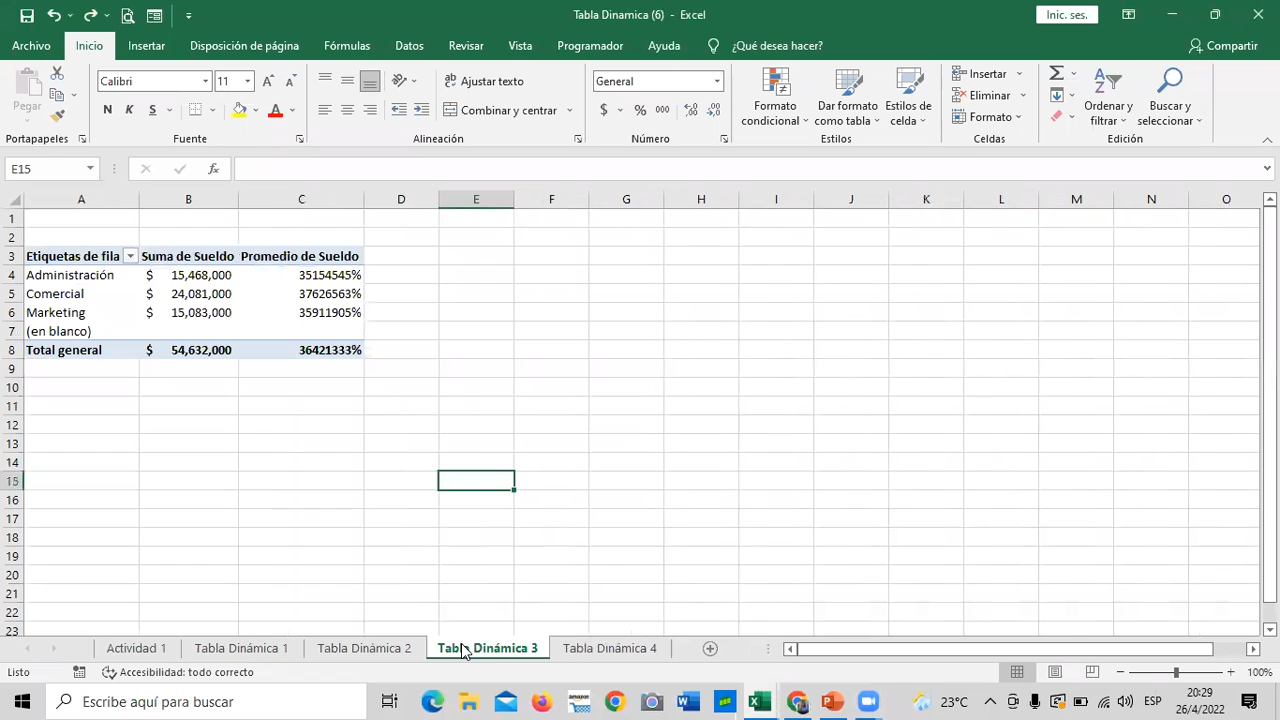 Tabla Dinamica (6) - Excel
Inic. ses.
Archivo Inicio Insertar Disposición de página Fórmulas Datos Revisar Vista Programador Ayuda ¿Qué desea hacer? Compartir
Pegar
Calibri 11
N K S
Ajustar texto
Combinar y centrar
General
$ % 000
Formato condicional
Dar formato como tabla
Estilos de celda
Insertar
Eliminar
Formato
Ordenar y filtrar
Buscar y seleccionar
Portapapeles Fuente Alineación Número Estilos Celdas Edición
E15 fx
A B C D E F G H I J K L M N O
1
2
3 Etiquetas de fila Suma de Sueldo Promedio de Sueldo
4 Administración $ 15,468,000 35154545%
5 Comercial $ 24,081,000 37626563%
6 Marketing $ 15,083,000 35911905%
7 (en blanco)
8 Total general $ 54,632,000 36421333%
9
10
11
12
13
14
15
16
17
18
19
20
21
22
23
Actividad 1 Tabla Dinámica 1 Tabla Dinámica 2 Tabla Dinámica 3 Tabla Dinámica 4
Listo Accesibilidad: todo correcto 100%
Escribe aquí para buscar
23°C
ESP
20:29
26/4/2022